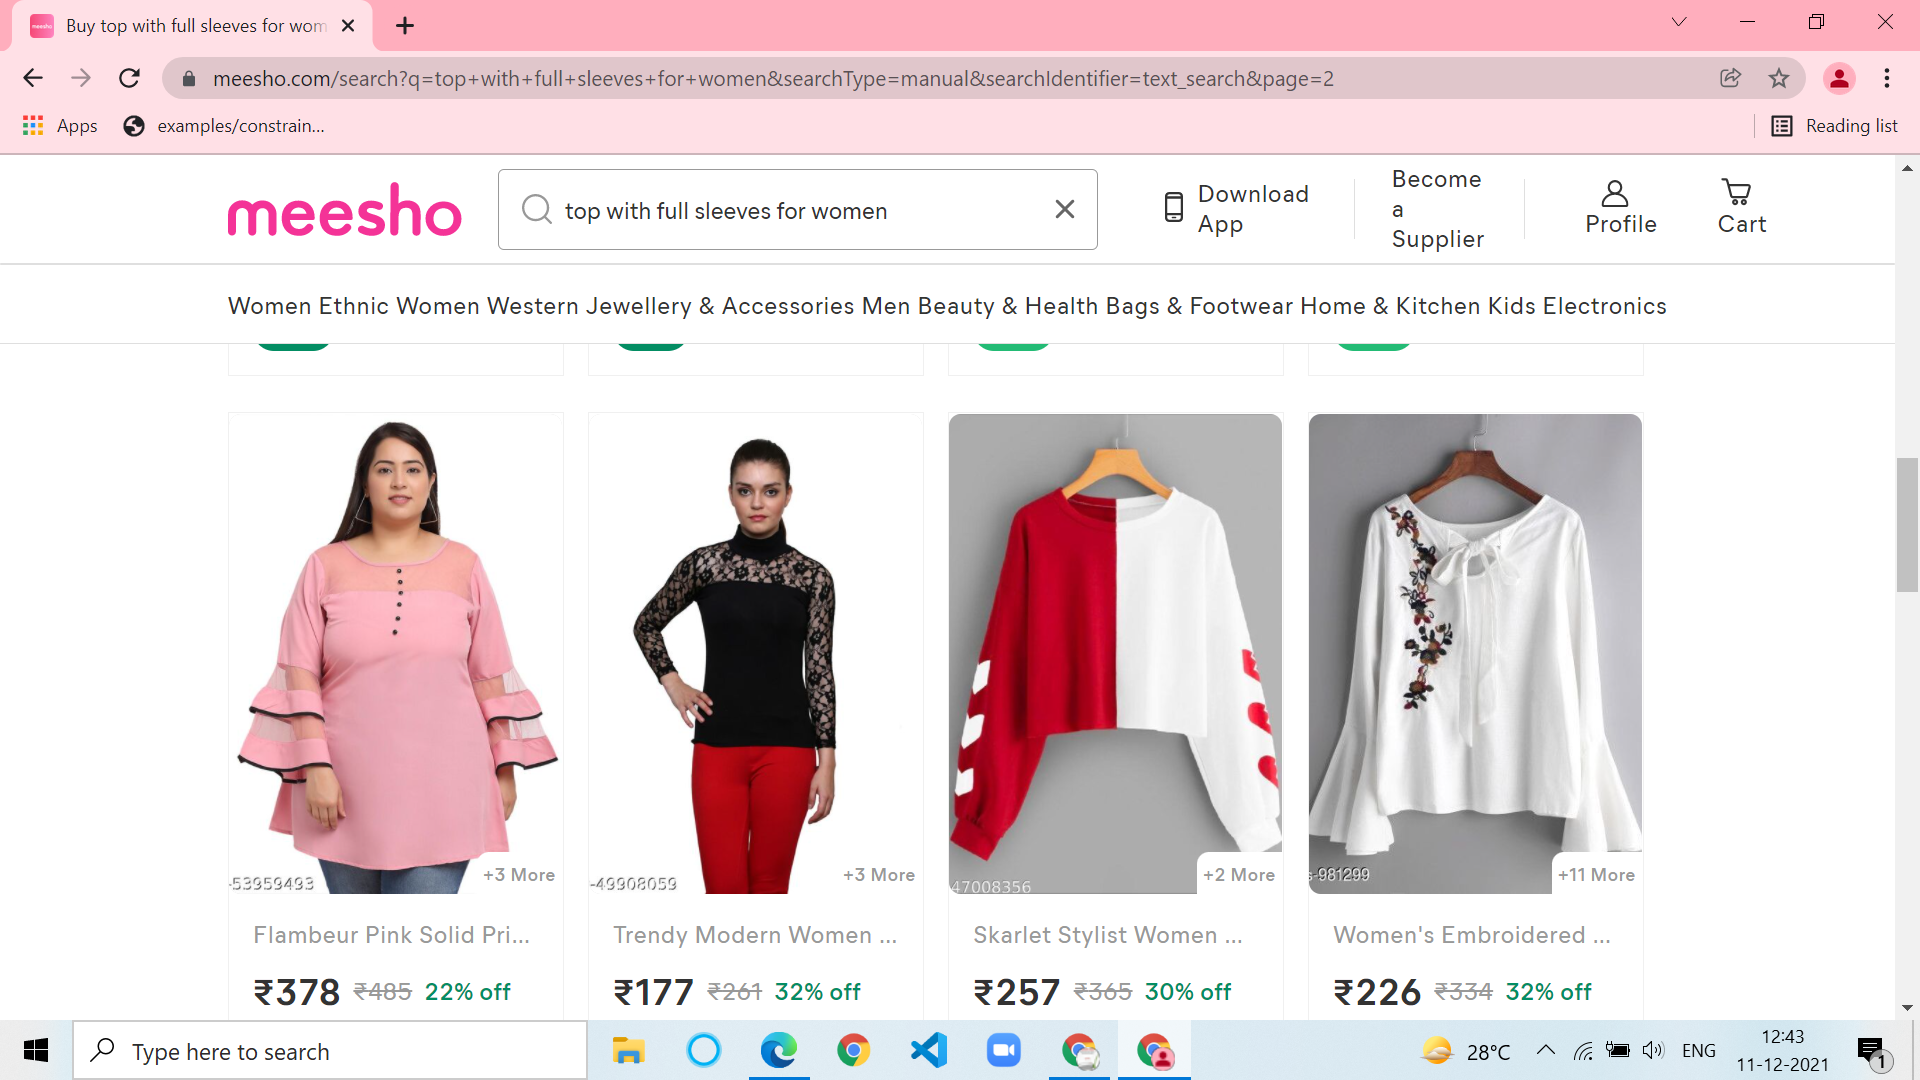 Buy top with full sleeves for wom
meesho.com/search?q=top+with+full+sleeves+for+women&searchType=manual&searchIdentifier=text_search&page=2
Apps examples/constrain... Reading list
meesho top with full sleeves for women
Download
App
Become
a
Supplier
Profile
Cart
Women Ethnic Women Western Jewellery & Accessories Men Beauty & Health Bags & Footwear Home & Kitchen Kids Electronics
-53959493 +3 More
-49908059 +3 More
47008356 +2 More
s-981299 +11 More
Flambeur Pink Solid Pri...
₹378 ₹485 22% off
Trendy Modern Women ...
₹177 ₹261 32% off
Skarlet Stylist Women ...
₹257 ₹365 30% off
Women's Embroidered ...
₹226 ₹334 32% off
Type here to search
28°C ENG
12:43
11-12-2021
1